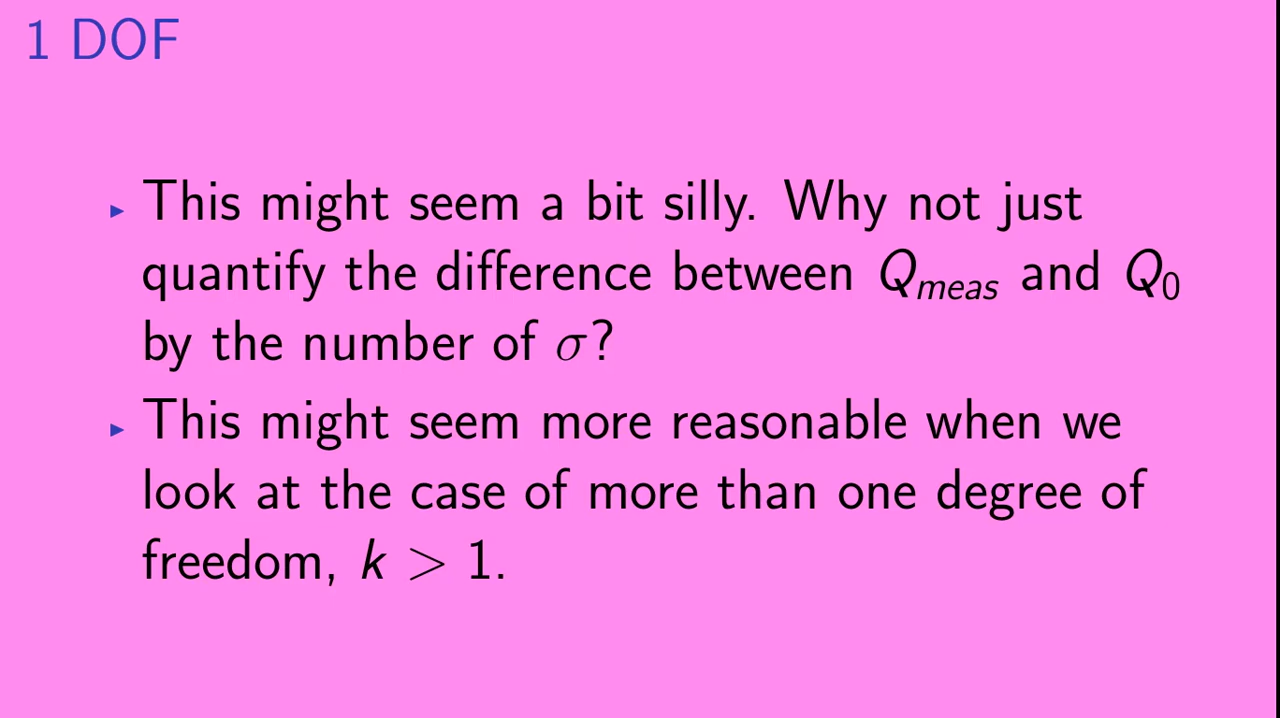 1 DOF
▸ This might seem a bit silly. Why not just
quantify the difference between Q_meas and Q_0
by the number of σ?
▸ This might seem more reasonable when we
look at the case of more than one degree of
freedom, k > 1.